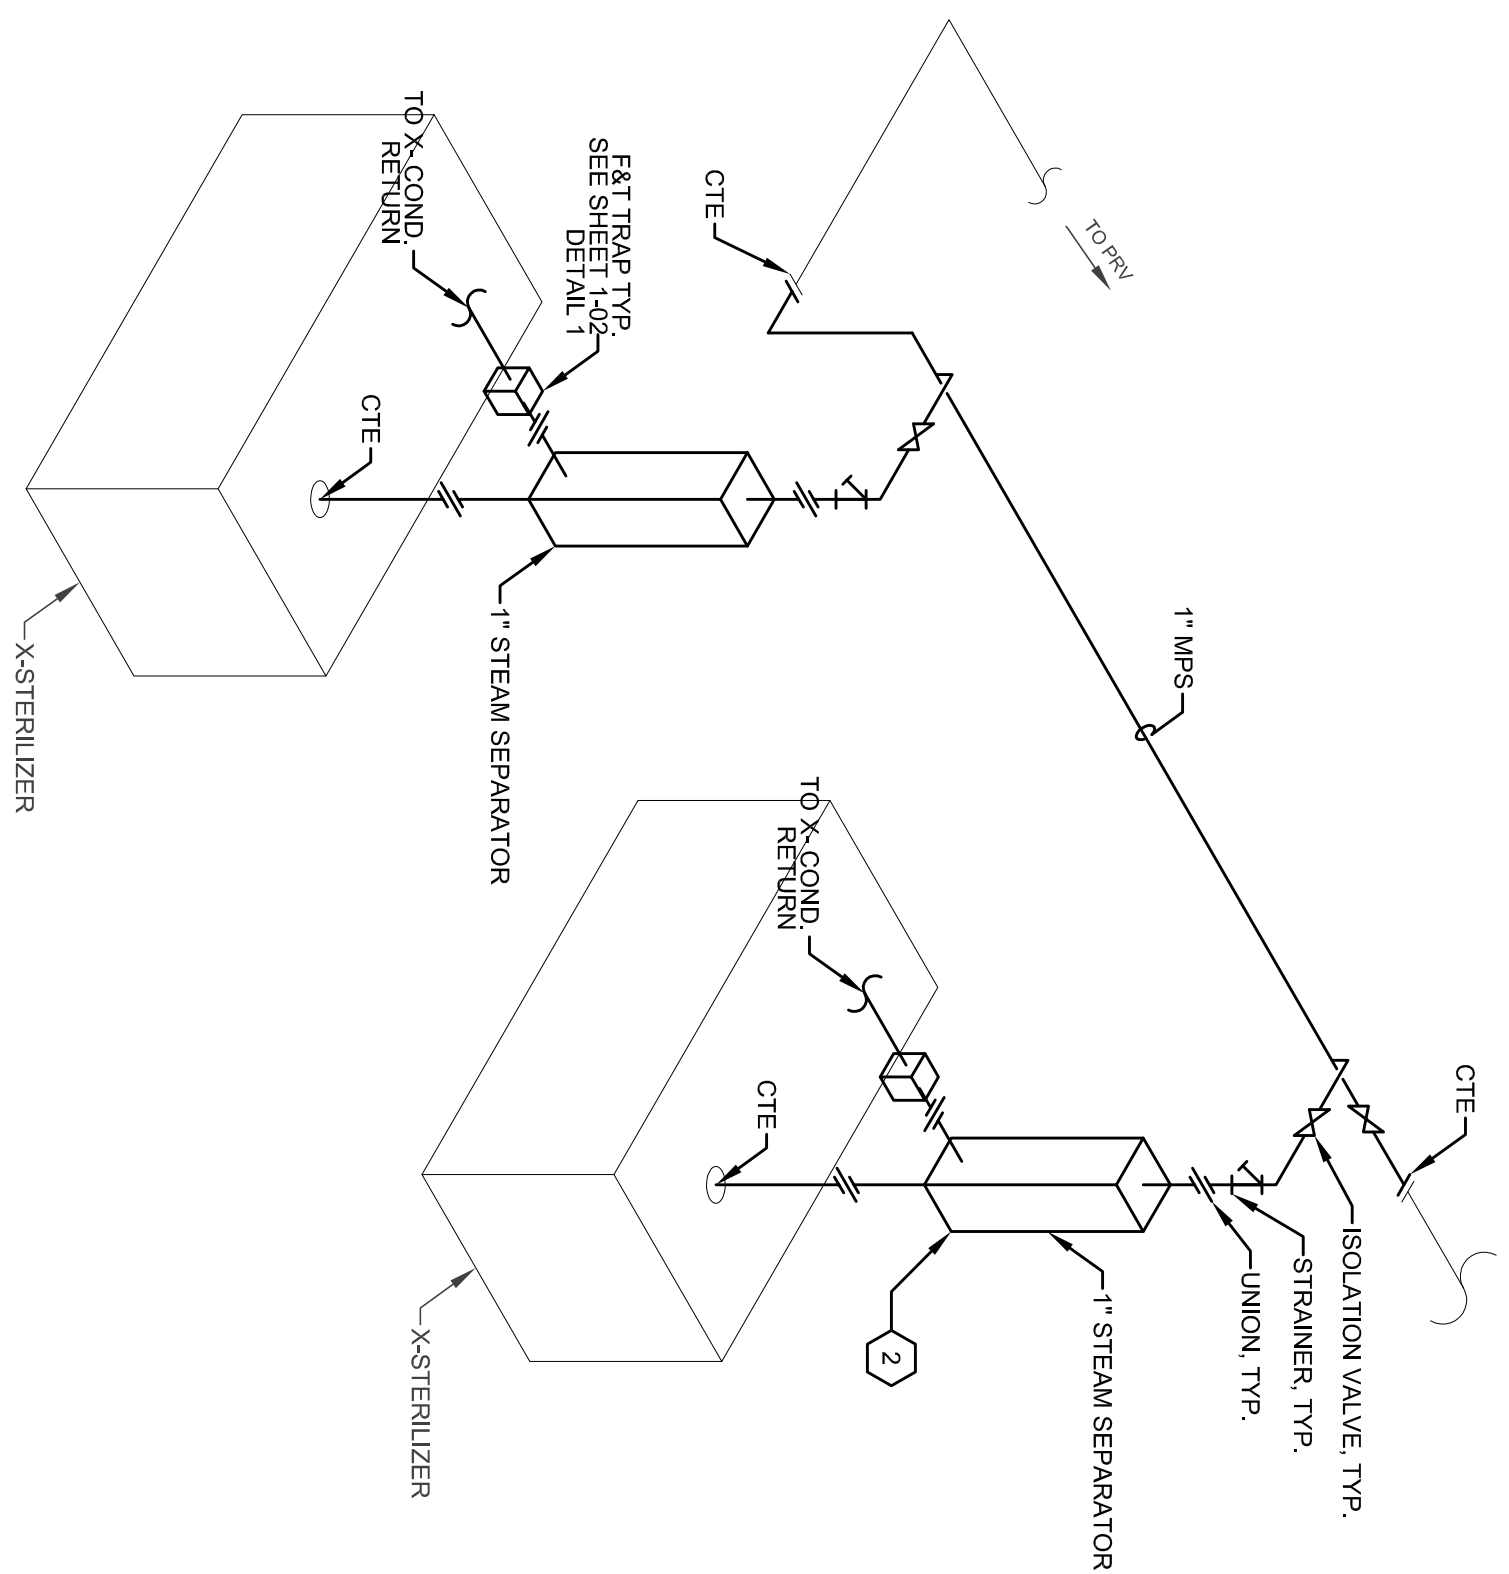 TO PRV
CTE
CTE
F&T TRAP TYP.
SEE SHEET 1-02
DETAIL 1
1" MPS
ISOLATION VALVE, TYP.
STRAINER, TYP.
UNION, TYP.
TO X-COND.
RETURN
CTE
1" STEAM SEPARATOR
1" STEAM SEPARATOR
TO X-COND.
RETURN
2
CTE
X-STERILIZER
X-STERILIZER